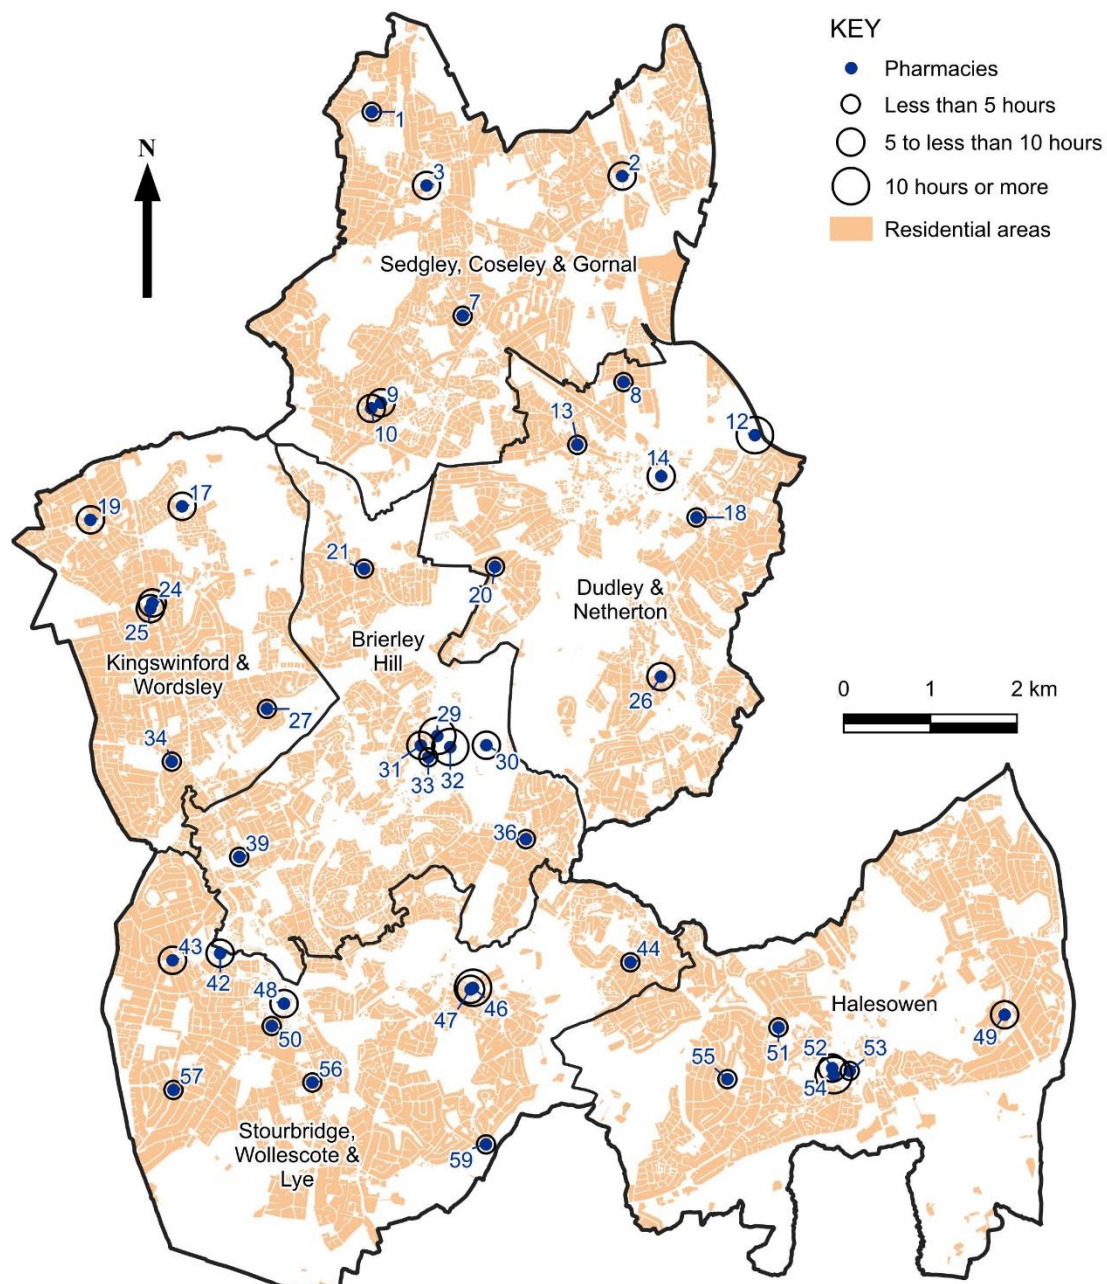 KEY
Pharmacies
Less than 5 hours
5 to less than 10 hours
10 hours or more
Residential areas
N
1
2
3
Sedgley, Coseley & Gornal
7
8
9
10
13
12
14
19
17
18
21
20
24
25
Dudley &
Netherton
Brierley
Hill
Kingswinford &
Wordsley
26
0 1 2 km
27
29
34
31
33
32
30
36
39
43
42
44
48
47
46
Halesowen
49
50
51
52
53
54
55
56
57
Stourbridge,
Wollescote &
Lye
59